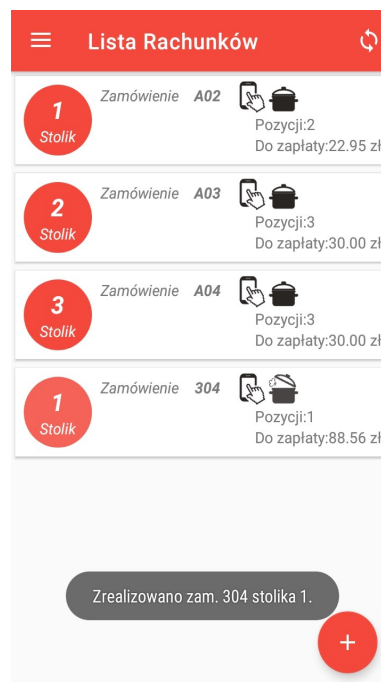 Lista Rachunków
1 Zamówienie A02
Stolik Pozycji:2
Do zapłaty:22.95 zł
2 Zamówienie A03
Stolik Pozycji:3
Do zapłaty:30.00 zł
3 Zamówienie A04
Stolik Pozycji:3
Do zapłaty:30.00 zł
1 Zamówienie 304
Stolik Pozycji:1
Do zapłaty:88.56 zł
Zrealizowano zam. 304 stolika 1.
+